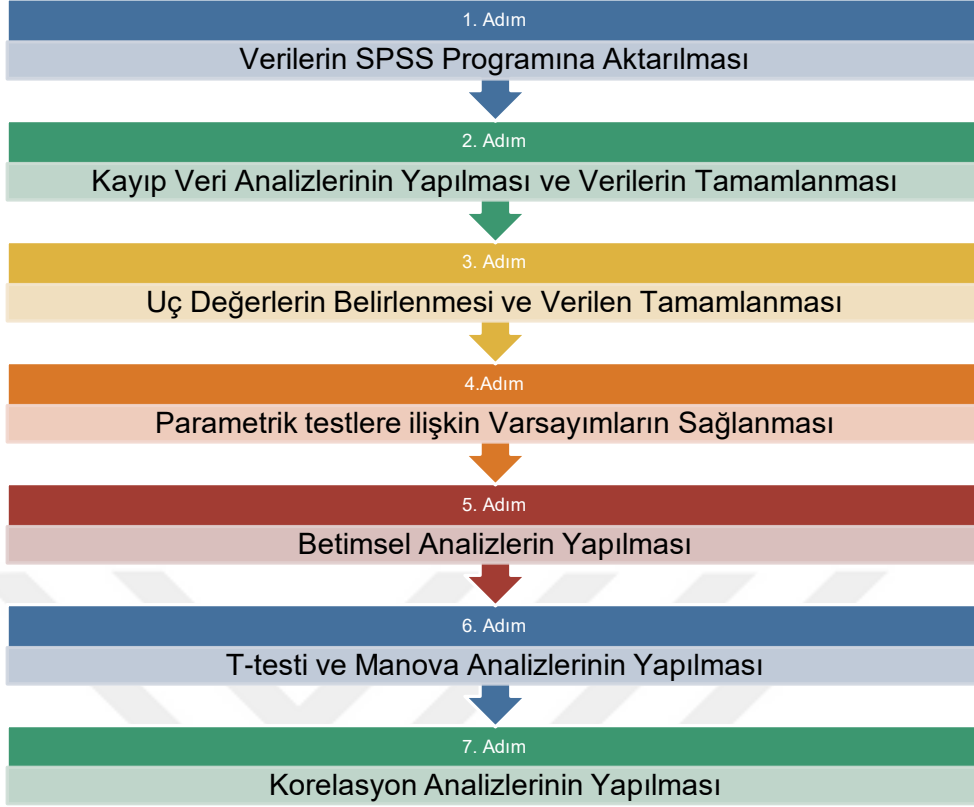 1. Adım
Verilerin SPSS Programına Aktarılması
2. Adım
Kayıp Veri Analizlerinin Yapılması ve Verilerin Tamamlanması
3. Adım
Uç Değerlerin Belirlenmesi ve Verilen Tamamlanması
4.Adım
Parametrik testlere ilişkin Varsayımların Sağlanması
5. Adım
Betimsel Analizlerin Yapılması
6. Adım
T-testi ve Manova Analizlerinin Yapılması
7. Adım
Korelasyon Analizlerinin Yapılması